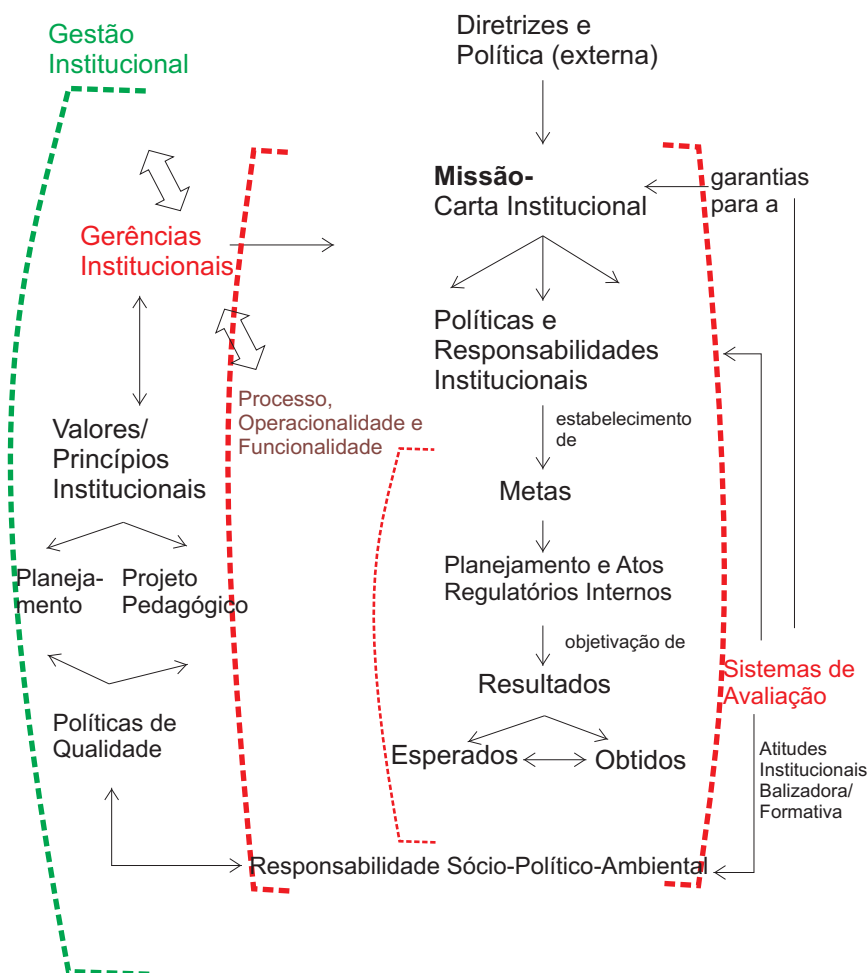 Gestão
Institucional
Diretrizes e
Política (externa)
Missão-
Carta Institucional
garantias
para a
Gerências
Institucionais
Políticas e
Responsabilidades
Institucionais
Processo,
Operacionalidade e
Funcionalidade
estabelecimento
de
Valores/
Princípios
Institucionais
Metas
Planeja-
mento
Projeto
Pedagógico
Planejamento e Atos
Regulatórios Internos
objetivação de
Resultados
Sistemas de
Avaliação
Políticas de
Qualidade
Esperados
Obtidos
Atitudes
Institucionais
Balizadora/
Formativa
Responsabilidade Sócio-Político-Ambiental